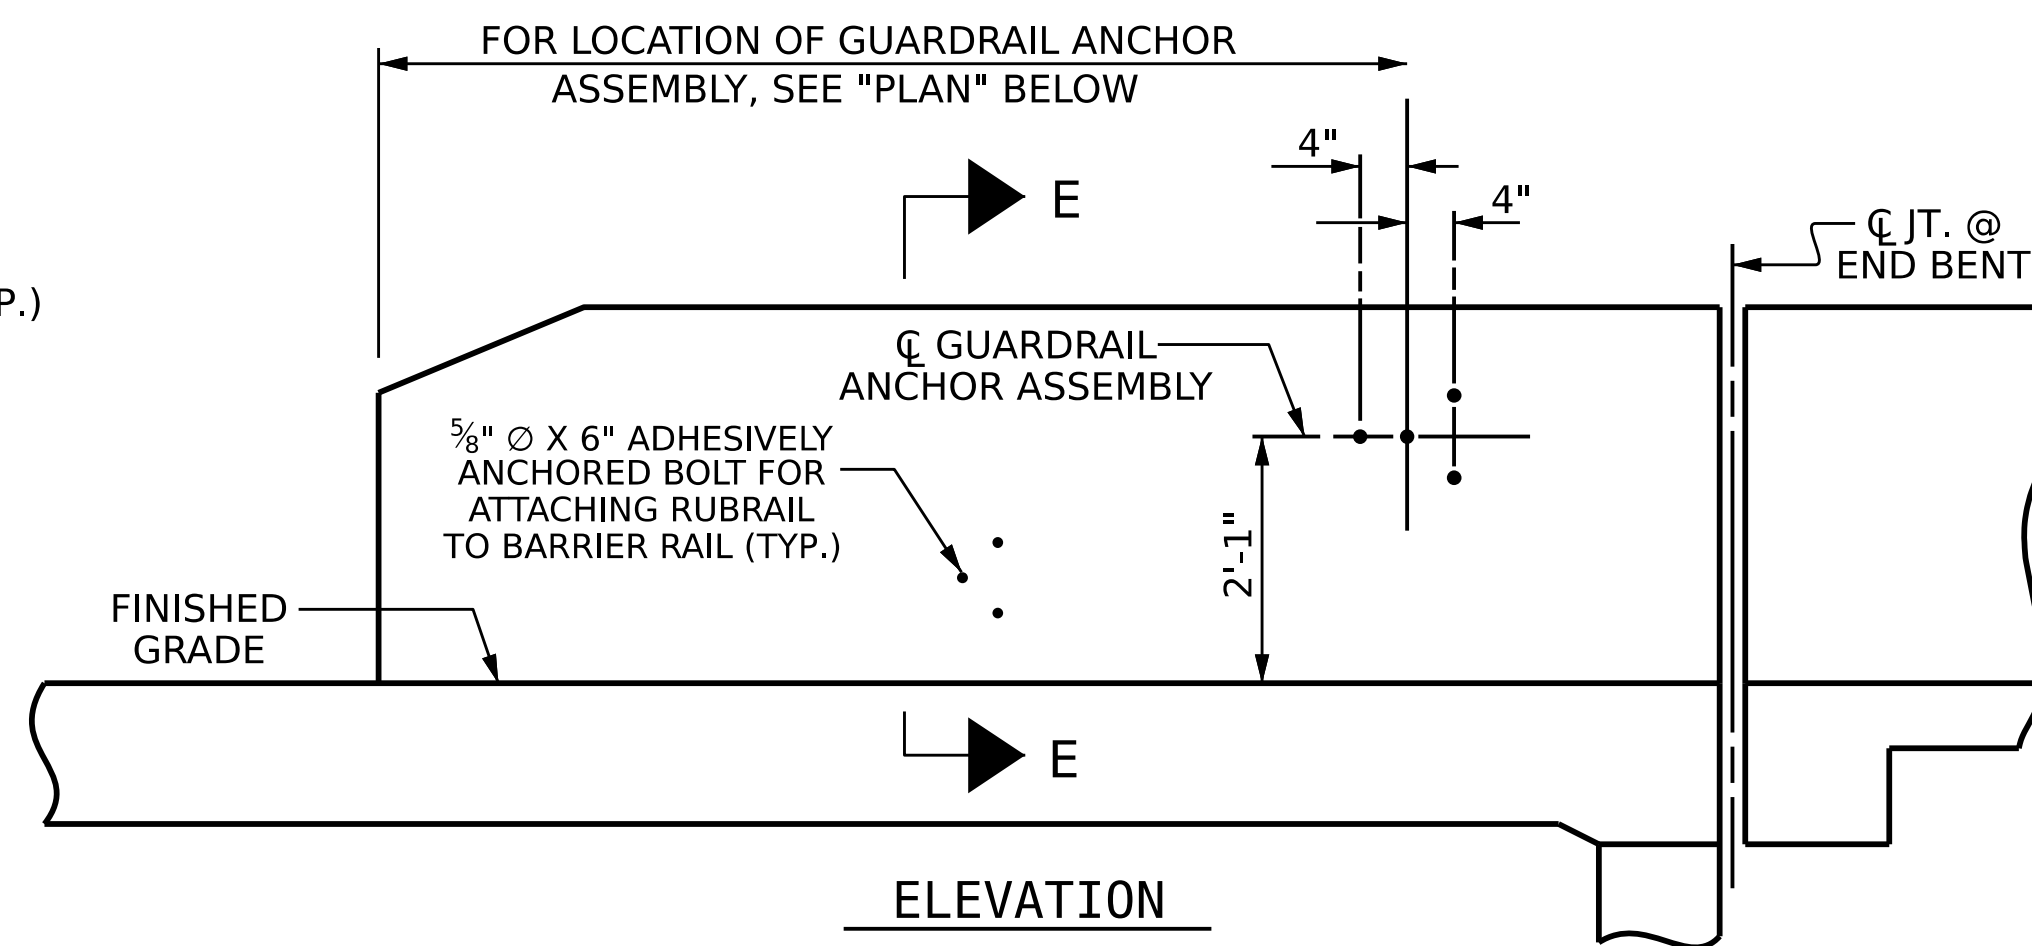 FOR LOCATION OF GUARDRAIL ANCHOR
ASSEMBLY, SEE "PLAN" BELOW
4"
4"
E
℄ JT. @
END BENT
P.)
℄ GUARDRAIL
ANCHOR ASSEMBLY
⅝" ∅ X 6" ADHESIVELY
ANCHORED BOLT FOR
ATTACHING RUBRAIL
TO BARRIER RAIL (TYP.)
2'-1"
FINISHED
GRADE
E
ELEVATION